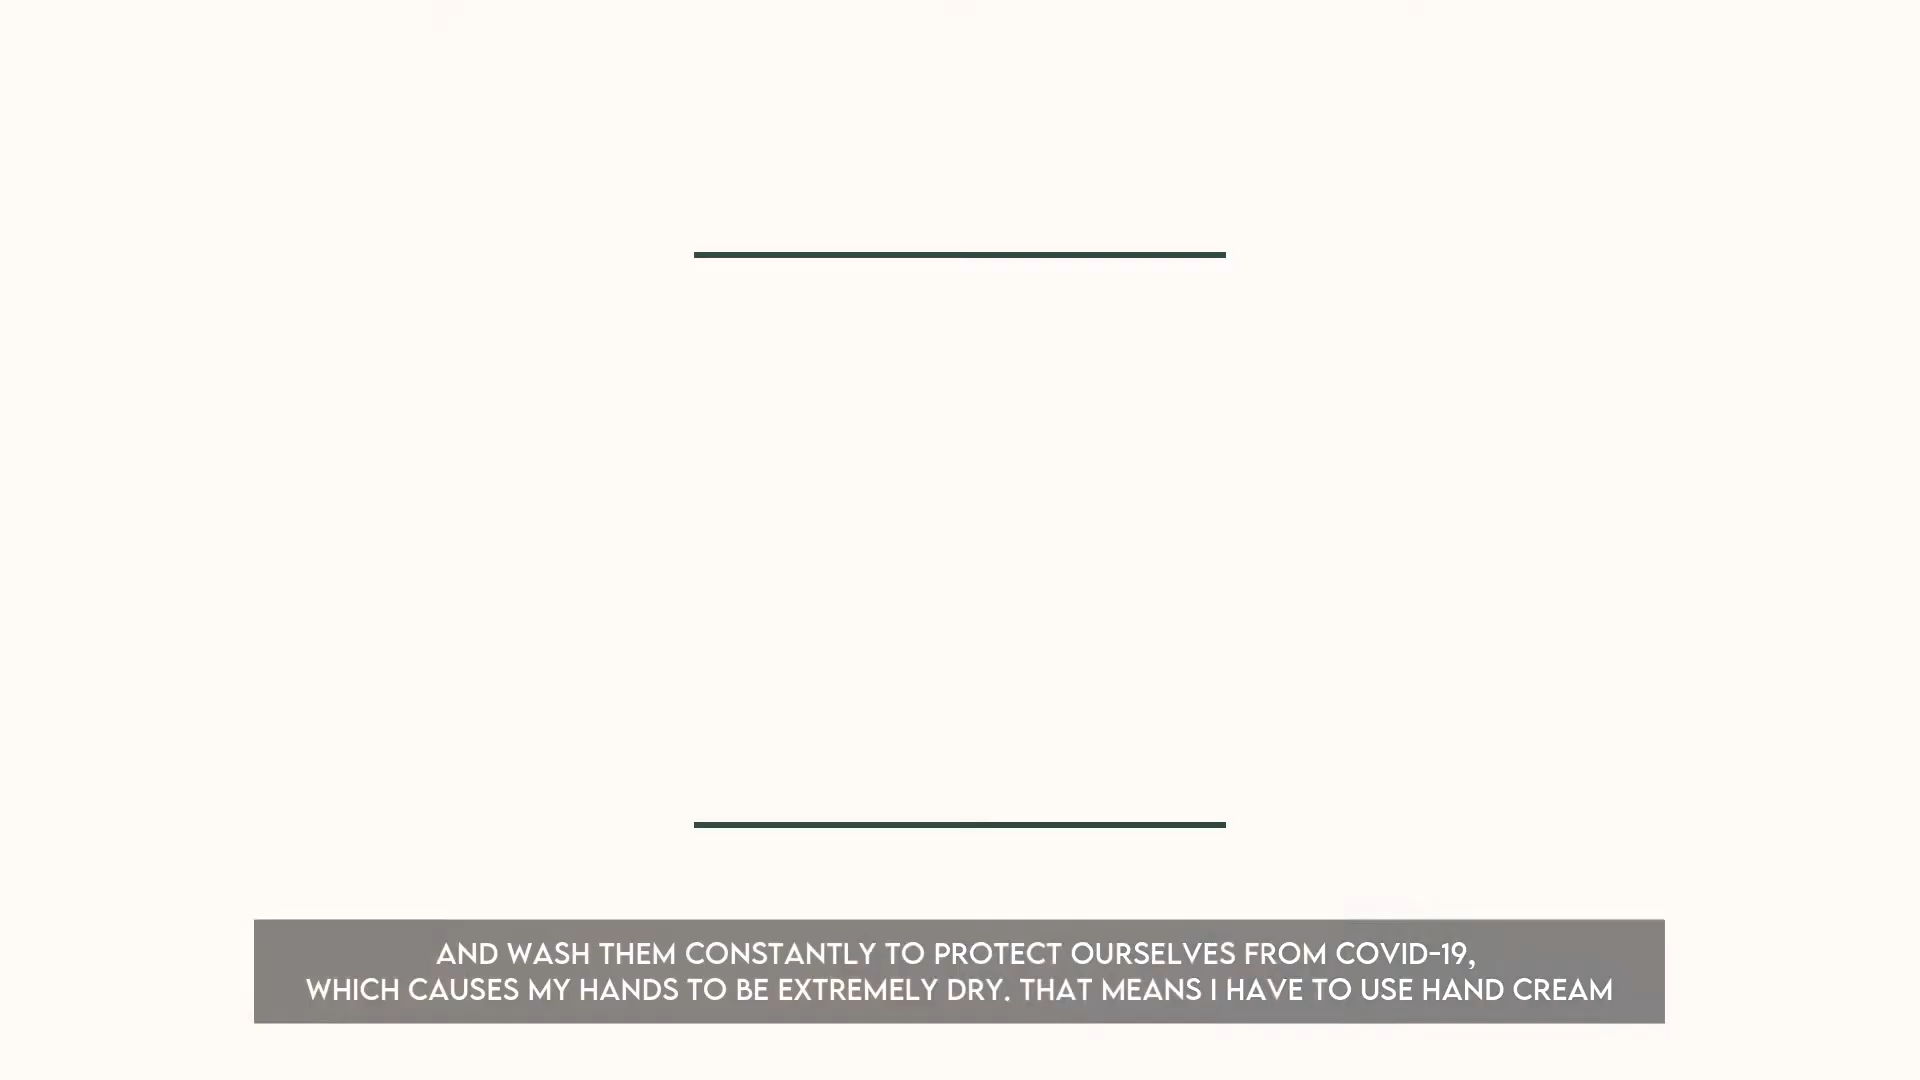 AND WASH THEM CONSTANTLY TO PROTECT OURSELVES FROM COVID-19,
WHICH CAUSES MY HANDS TO BE EXTREMELY DRY. THAT MEANS I HAVE TO USE HAND CREAM